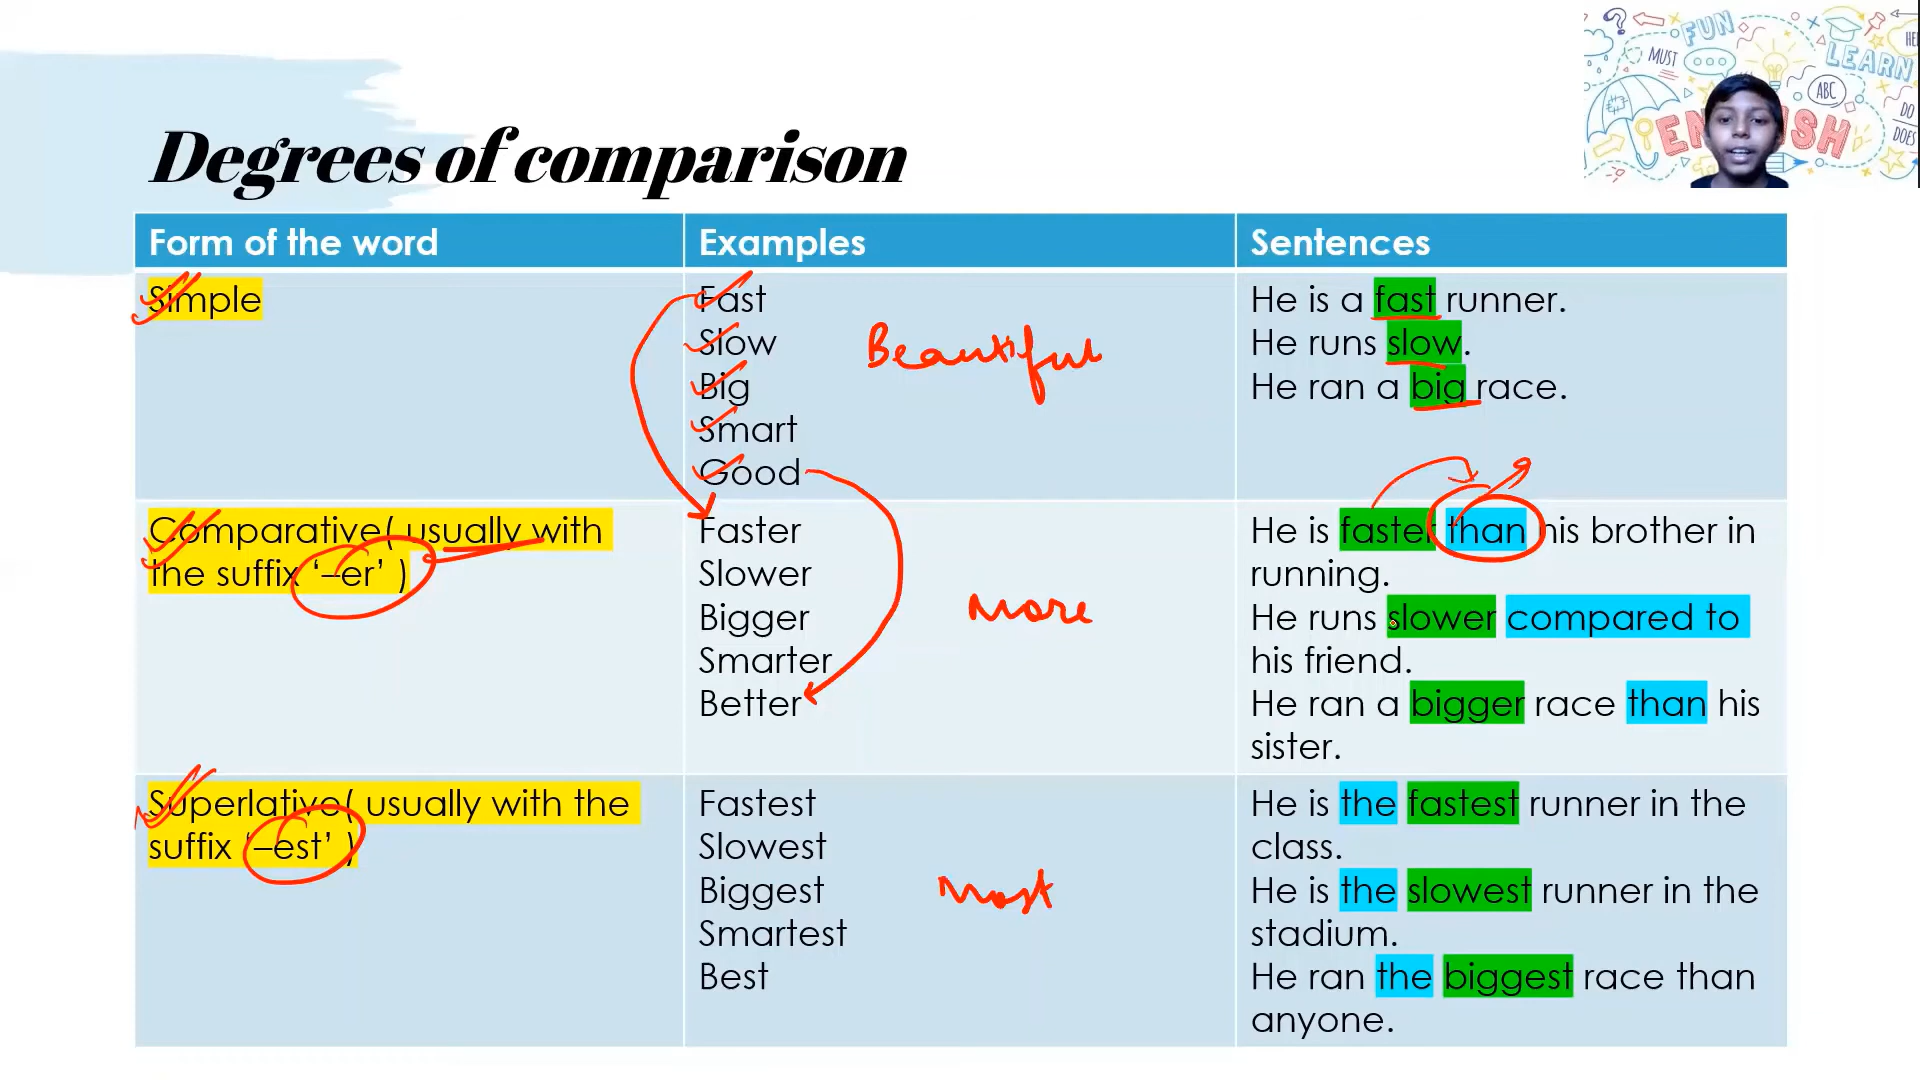 FUN
MUST
LEARN
ABC
DO
DOES
Degrees of comparison
Form of the word
Examples
Sentences
Simple
Fast
Slow
Big
Smart
Good
Beautiful
He is a fast runner.
He runs slow.
He ran a big race.
Comparative( usually with
the suffix ‘–er’ )
Faster
Slower
Bigger
Smarter
Better
More
He is faster than his brother in
running.
He runs slower compared to
his friend.
He ran a bigger race than his
sister.
Superlative( usually with the
suffix ‘–est’ )
Fastest
Slowest
Biggest
Smartest
Best
Most
He is the fastest runner in the
class.
He is the slowest runner in the
stadium.
He ran the biggest race than
anyone.